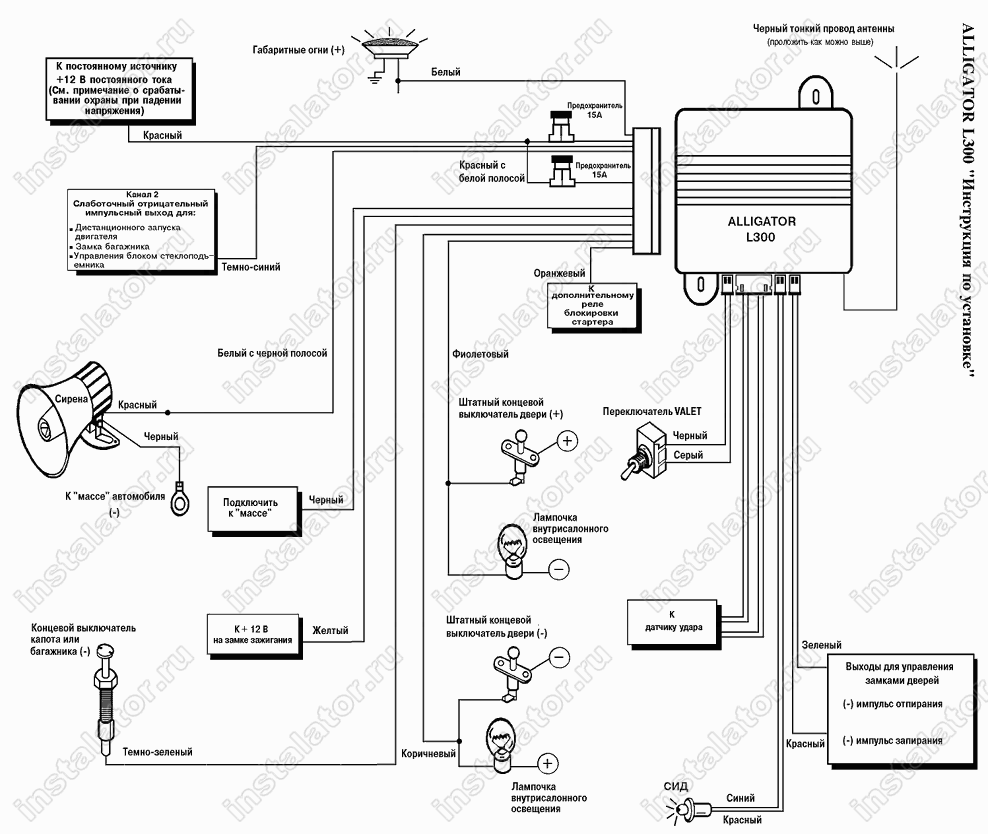 Черный тонкий провод антенны
(проложить как можно выше)
ALLIGATOR L300 "Инструкция по установке"
Габаритные огни (+)
Белый
К постоянному источнику
+12 В постоянного тока
(См. примечание о срабаты-
вании охраны при падении
напряжения)
Красный
Предохранитель
15А
Красный с
белой полосой
Предохранитель
15А
Канал 2
Слаботочный отрицательный
импульсный выход для:
Дистанционного запуска
двигателя
Замка багажника
Управления блоком стеклоподъ-
емника
Темно-синий
ALLIGATOR
L300
Оранжевый
К
дополнительному
реле
блокировки
стартера
Белый с черной полосой
Фиолетовый
Сирена
Красный
Черный
К "массе" автомобиля
(-)
Штатный концевой
выключатель двери (+)
+
Переключатель VALET
Черный
Серый
Подключить
к "массе"
Черный
Лампочка
внутрисалонного
освещения
−
К
датчику удара
К + 12 В
на замке зажигания
Желтый
Штатный концевой
выключатель двери (-)
−
Концевой выключатель
капота или
багажника (-)
Темно-зеленый
Коричневый
+
Лампочка
внутрисалонного
освещения
Зеленый
Выходы для управления
замками дверей
(-) импульс отпирания
(-) импульс запирания
Красный
СИД
Синий
Красный
instalator.ru